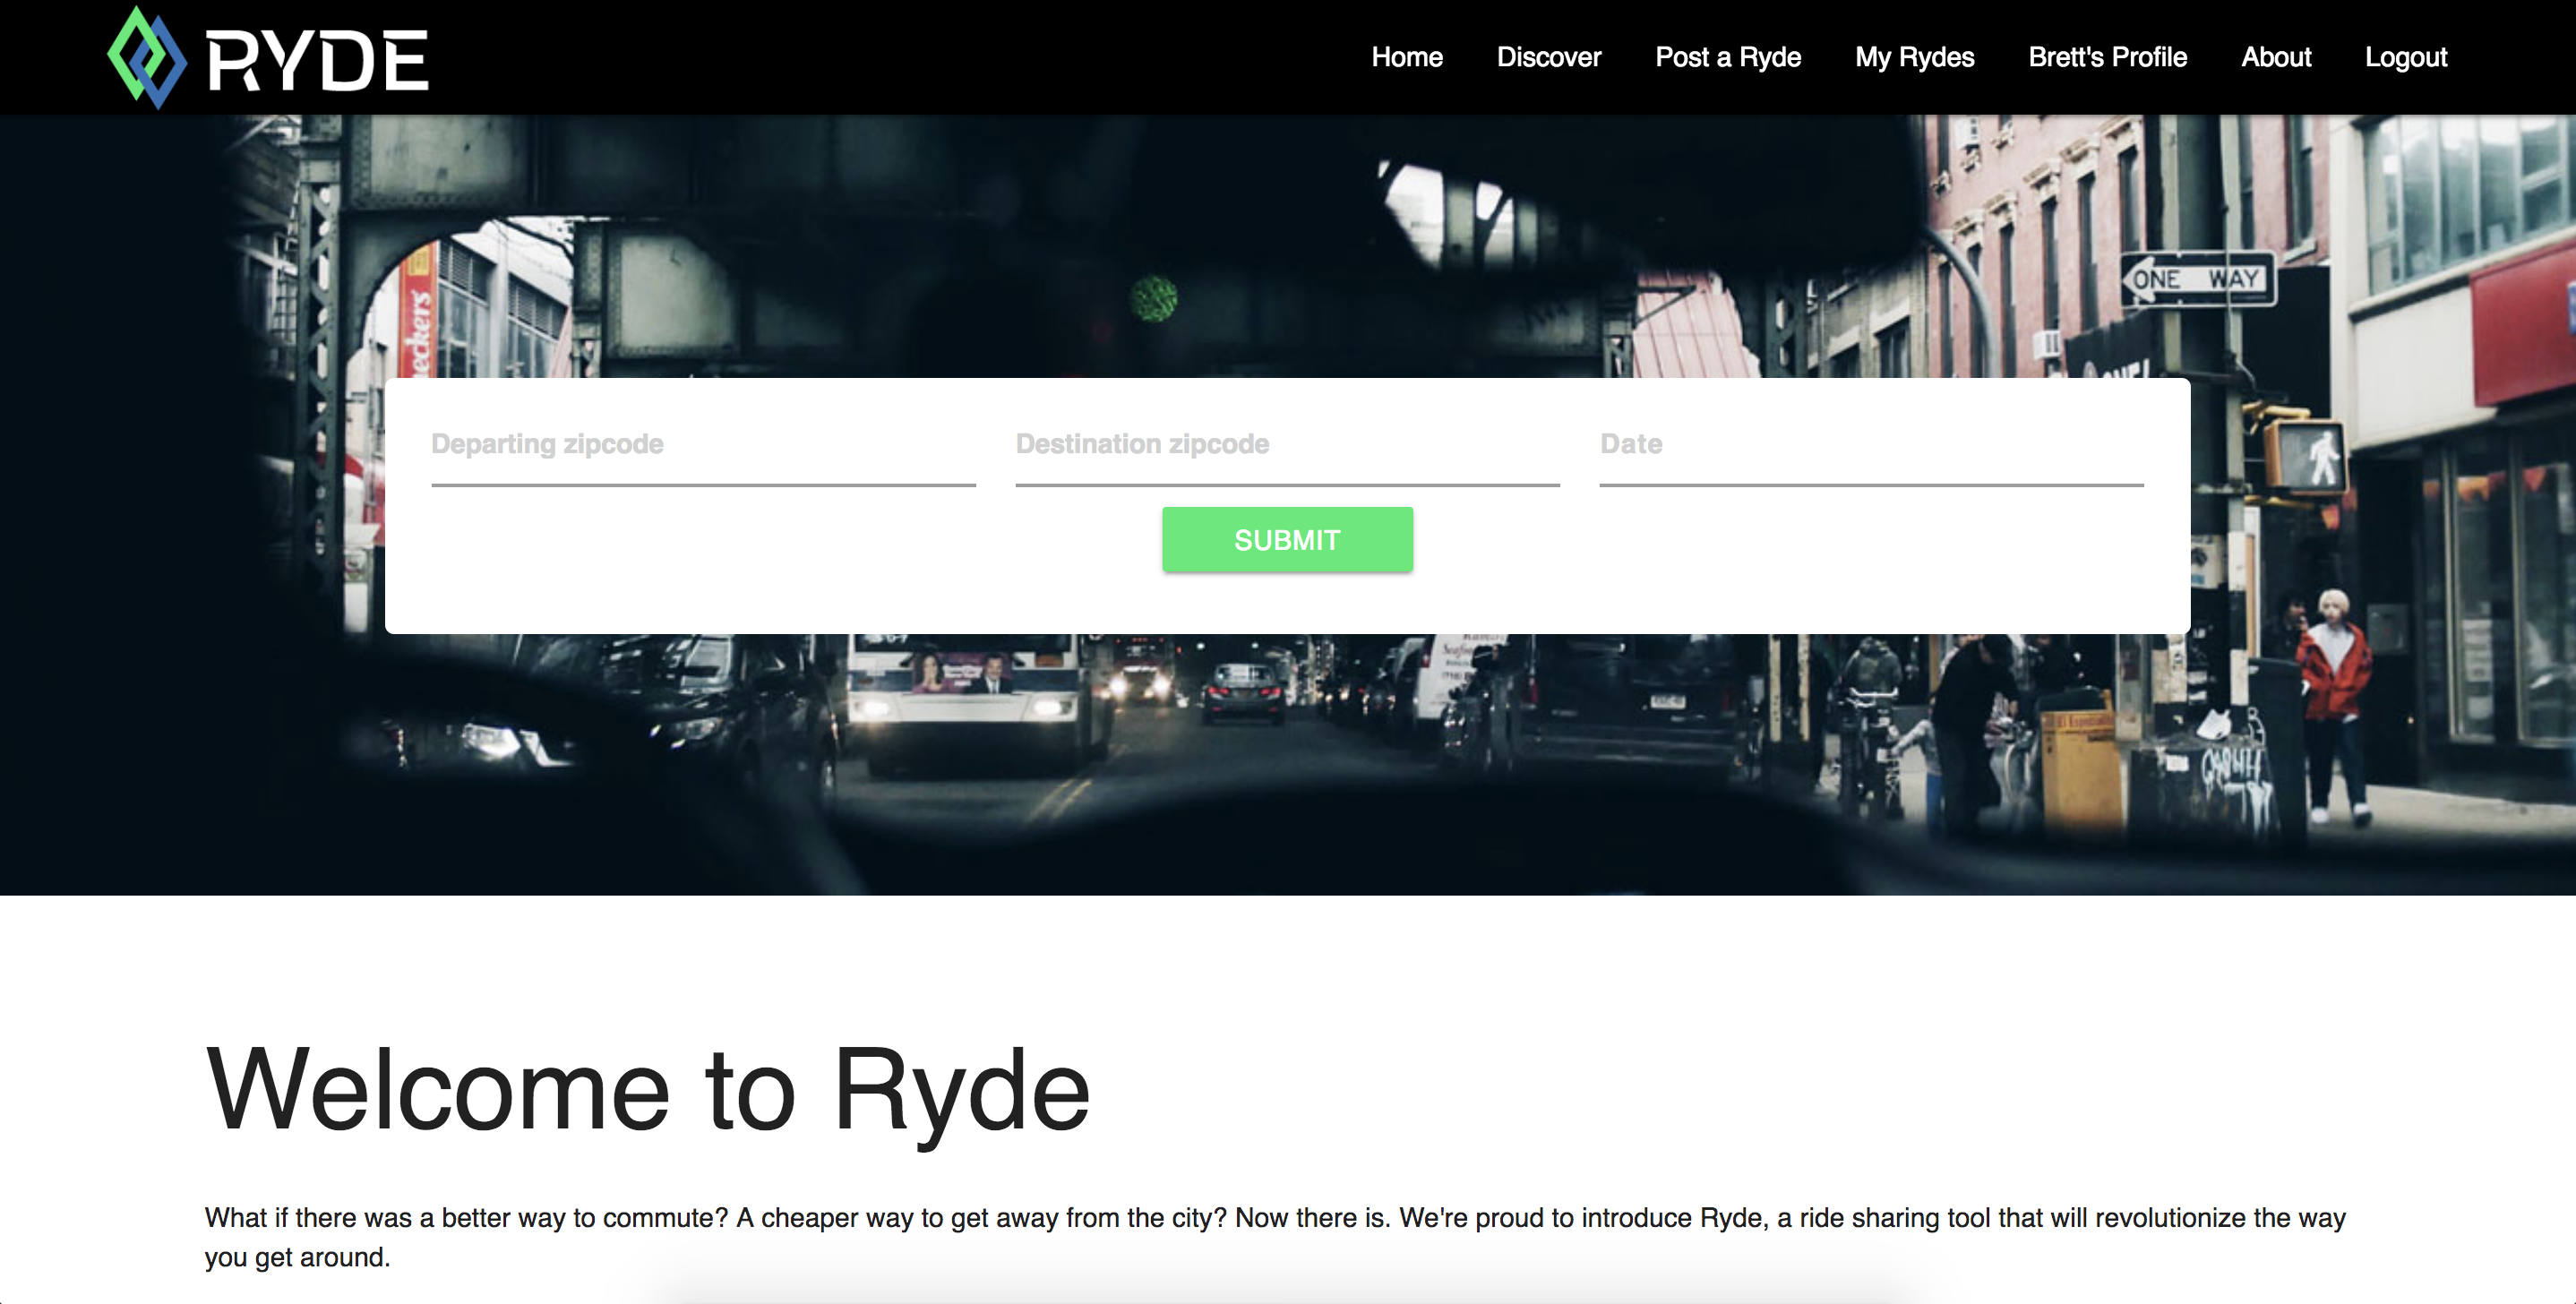 RYDE
Home Discover Post a Ryde My Rydes Brett's Profile About Logout
ONE WAY
Departing zipcode Destination zipcode Date
SUBMIT
Welcome to Ryde
What if there was a better way to commute? A cheaper way to get away from the city? Now there is. We're proud to introduce Ryde, a ride sharing tool that will revolutionize the way
you get around.